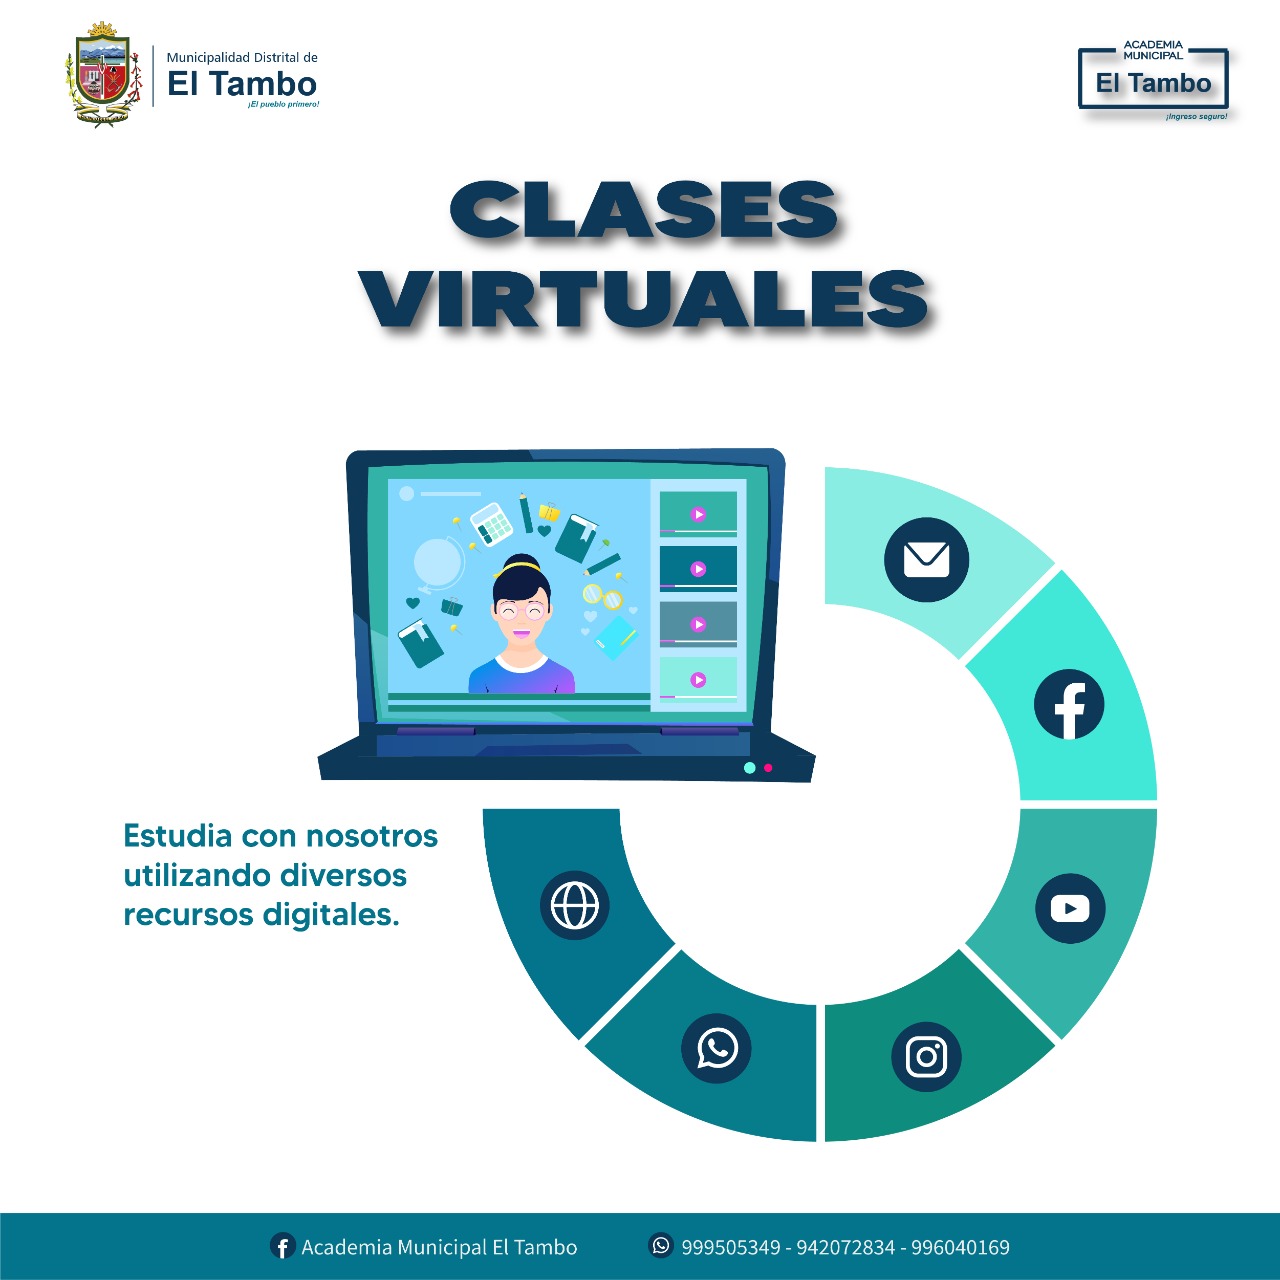 Municipalidad Distrital de
El Tambo
¡El pueblo primero!
ACADEMIA
MUNICIPAL
El Tambo
¡Ingreso seguro!
CLASES
VIRTUALES
Estudia con nosotros
utilizando diversos
recursos digitales.
Academia Municipal El Tambo
999505349 - 942072834 - 996040169